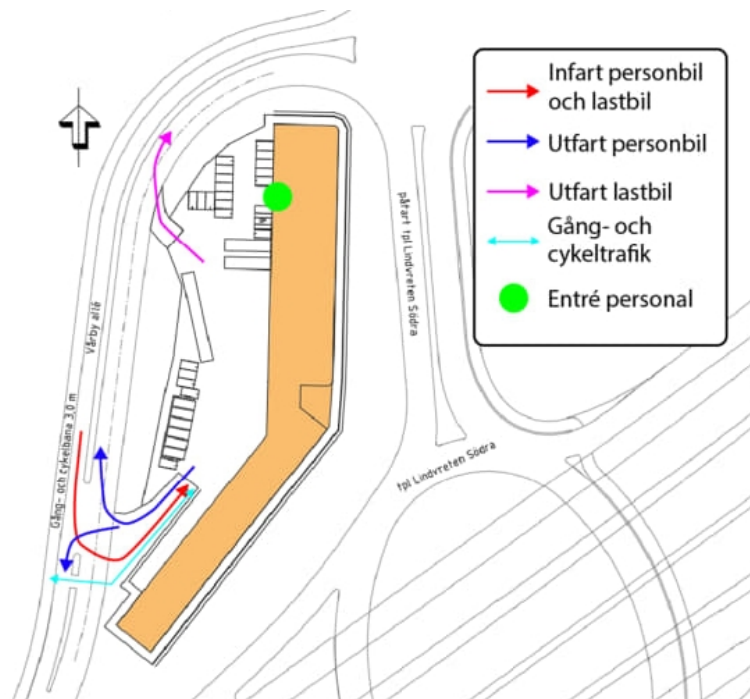 Infart personbil
och lastbil
Utfart personbil
Utfart lastbil
Gång- och
cykeltrafik
Entré personal
påfart tpl Lindvreten Södra
Vårby allé
Gång- och cykelbana 3,0 m
tpl Lindvreten Södra